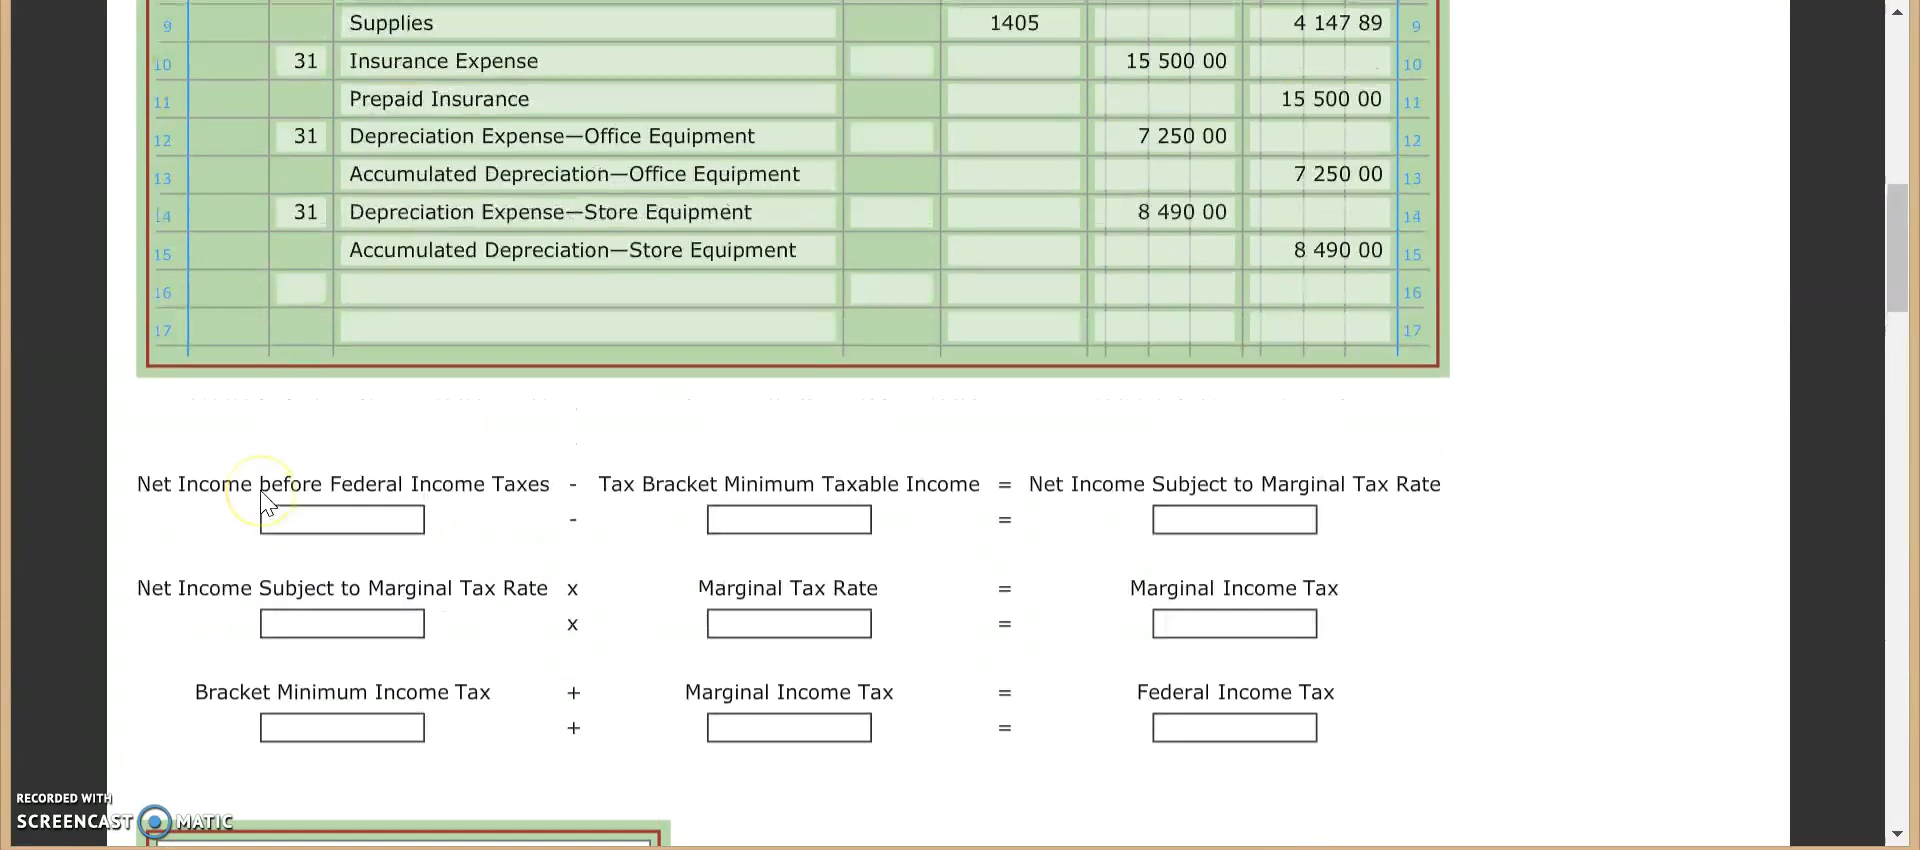 9 Supplies 1405 4 147 89 9
10 31 Insurance Expense 15 500 00 10
11 Prepaid Insurance 15 500 00 11
12 31 Depreciation Expense—Office Equipment 7 250 00 12
13 Accumulated Depreciation—Office Equipment 7 250 00 13
14 31 Depreciation Expense—Store Equipment 8 490 00 14
15 Accumulated Depreciation—Store Equipment 8 490 00 15
16 16
17 17
Net Income before Federal Income Taxes - Tax Bracket Minimum Taxable Income = Net Income Subject to Marginal Tax Rate
- =
Net Income Subject to Marginal Tax Rate x Marginal Tax Rate = Marginal Income Tax
x =
Bracket Minimum Income Tax + Marginal Income Tax = Federal Income Tax
+ =
RECORDED WITH
SCREENCAST MATIC